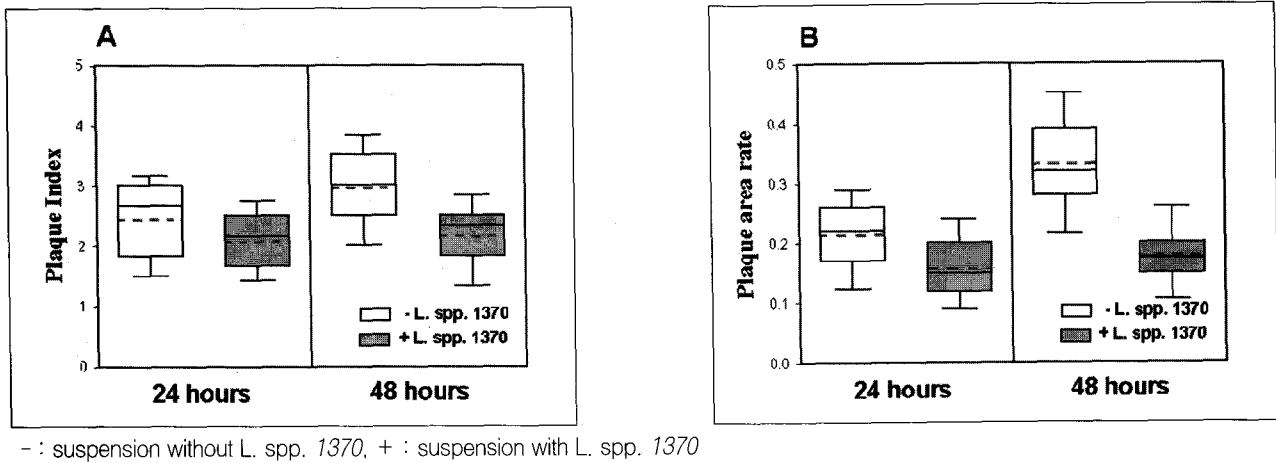 A
5
4
3
2
1
0
Plaque Index
- L. spp. 1370
+ L. spp. 1370
24 hours
48 hours
B
0.5
0.4
0.3
0.2
0.1
0.0
Plaque area rate
- L. spp. 1370
+ L. spp. 1370
24 hours
48 hours
- : suspension without L. spp. 1370, + : suspension with L. spp. 1370